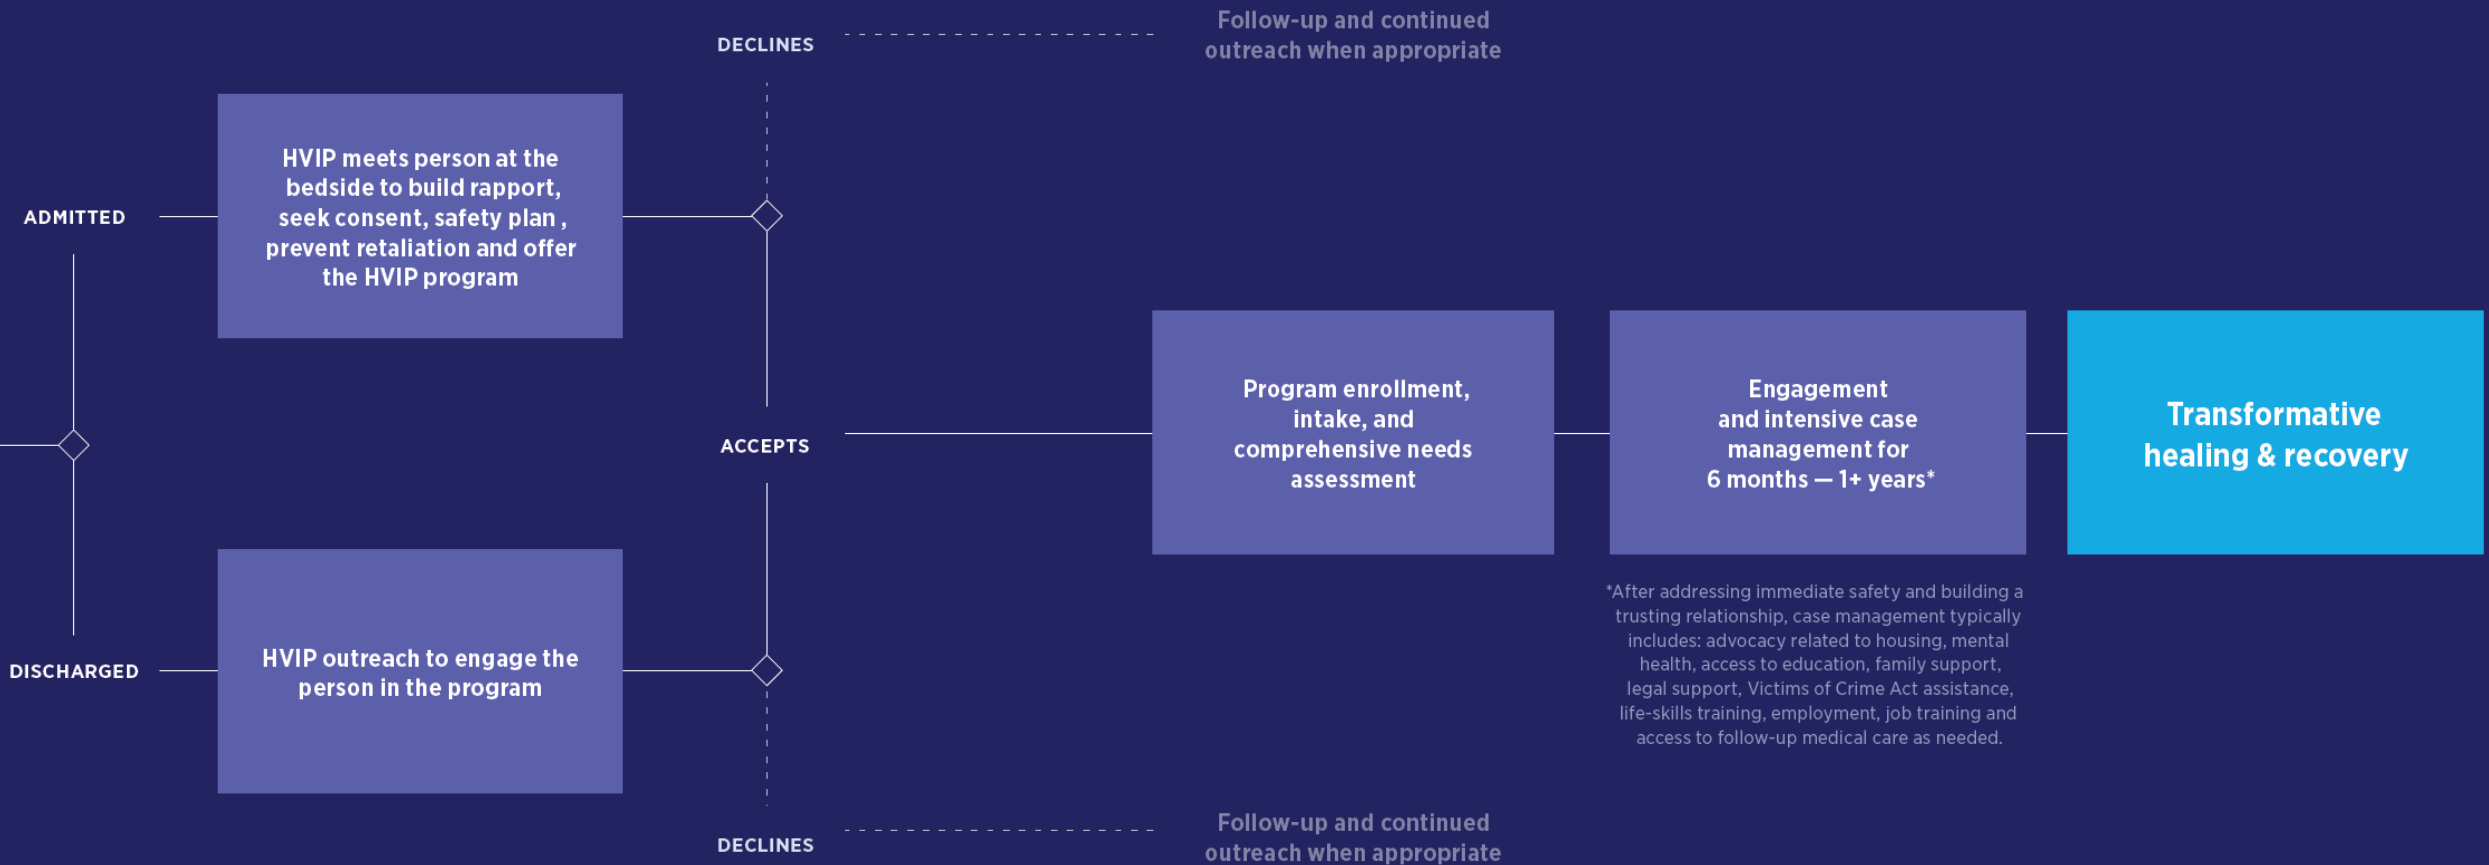 DECLINES
Follow-up and continued
outreach when appropriate
ADMITTED
HVIP meets person at the
bedside to build rapport,
seek consent, safety plan ,
prevent retaliation and offer
the HVIP program
ACCEPTS
Program enrollment,
intake, and
comprehensive needs
assessment
Engagement
and intensive case
management for
6 months — 1+ years*
Transformative
healing & recovery
*After addressing immediate safety and building a
trusting relationship, case management typically
includes: advocacy related to housing, mental
health, access to education, family support,
legal support, Victims of Crime Act assistance,
life-skills training, employment, job training and
access to follow-up medical care as needed.
DISCHARGED
HVIP outreach to engage the
person in the program
DECLINES
Follow-up and continued
outreach when appropriate